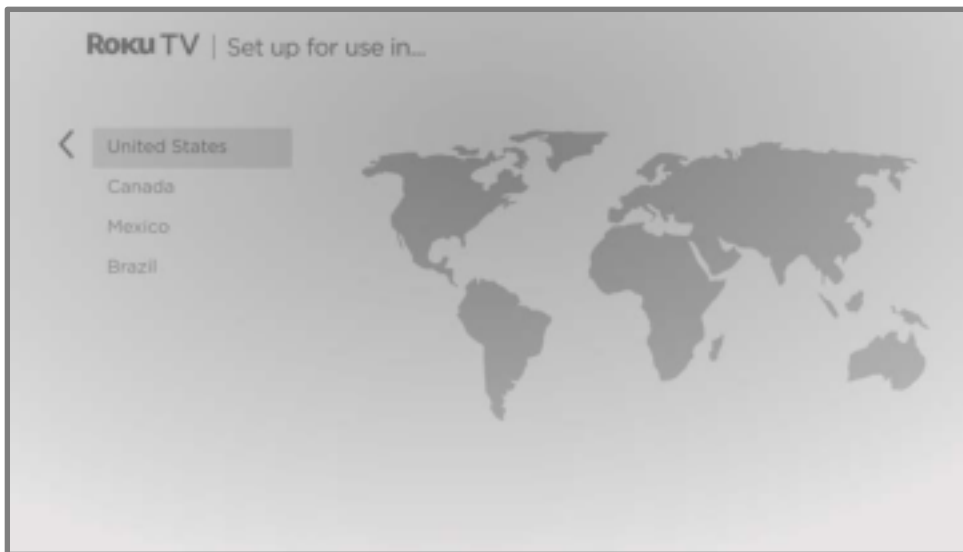 Roku TV | Set up for use in...
United States
Canada
Mexico
Brazil